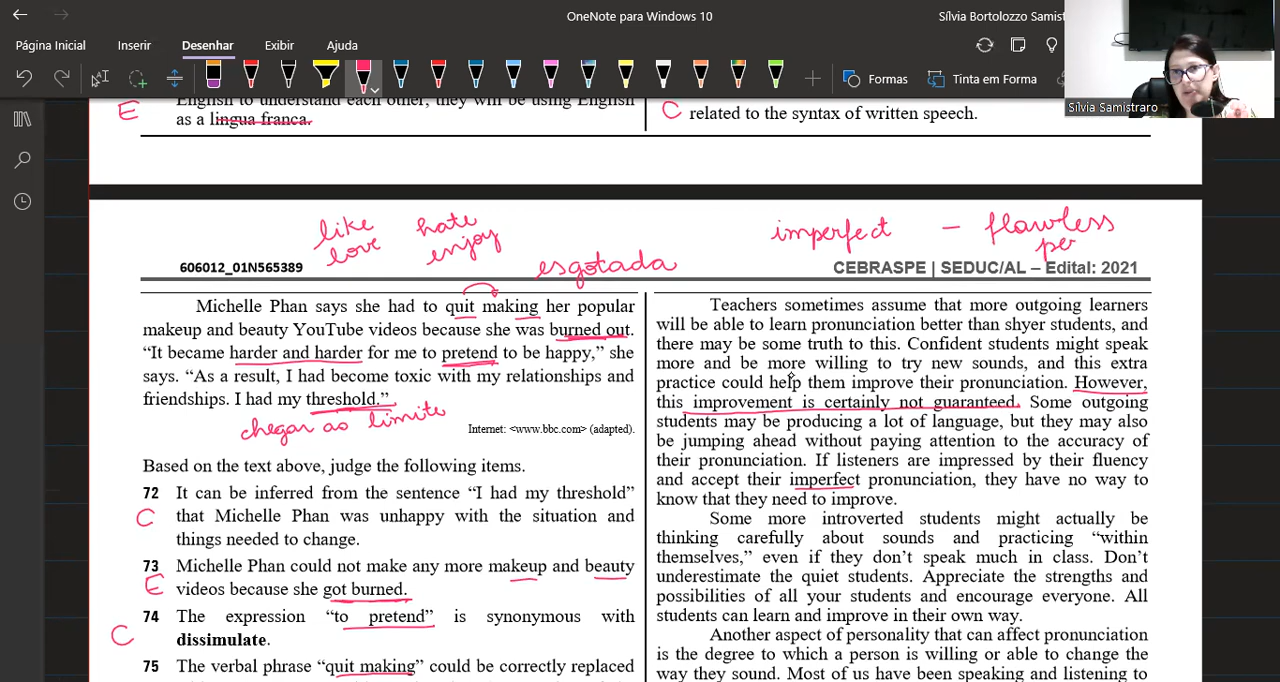 OneNote para Windows 10
Sílvia Bortolozzo Samist
Página Inicial Inserir Desenhar Exibir Ajuda
Formas Tinta em Forma
Sílvia Samistraro
English to understand each other, they will be using English
as a lingua franca.
E
C related to the syntax of written speech.
like hate
love enjoy
esgotada
imperfect — flawless
per
606012_01N565389
CEBRASPE | SEDUC/AL – Edital: 2021
Michelle Phan says she had to quit making her popular
makeup and beauty YouTube videos because she was burned out.
“It became harder and harder for me to pretend to be happy,” she
says. “As a result, I had become toxic with my relationships and
friendships. I had my threshold.”
chegar ao limite
Internet: <www.bbc.com> (adapted).
Based on the text above, judge the following items.
72 It can be inferred from the sentence “I had my threshold”
C that Michelle Phan was unhappy with the situation and
things needed to change.
73 Michelle Phan could not make any more makeup and beauty
E videos because she got burned.
74 The expression “to pretend” is synonymous with
C dissimulate.
75 The verbal phrase “quit making” could be correctly replaced
Teachers sometimes assume that more outgoing learners
will be able to learn pronunciation better than shyer students, and
there may be some truth to this. Confident students might speak
more and be more willing to try new sounds, and this extra
practice could help them improve their pronunciation. However,
this improvement is certainly not guaranteed. Some outgoing
students may be producing a lot of language, but they may also
be jumping ahead without paying attention to the accuracy of
their pronunciation. If listeners are impressed by their fluency
and accept their imperfect pronunciation, they have no way to
know that they need to improve.
Some more introverted students might actually be
thinking carefully about sounds and practicing “within
themselves,” even if they don’t speak much in class. Don’t
underestimate the quiet students. Appreciate the strengths and
possibilities of all your students and encourage everyone. All
students can learn and improve in their own way.
Another aspect of personality that can affect pronunciation
is the degree to which a person is willing or able to change the
way they sound. Most of us have been speaking and listening to